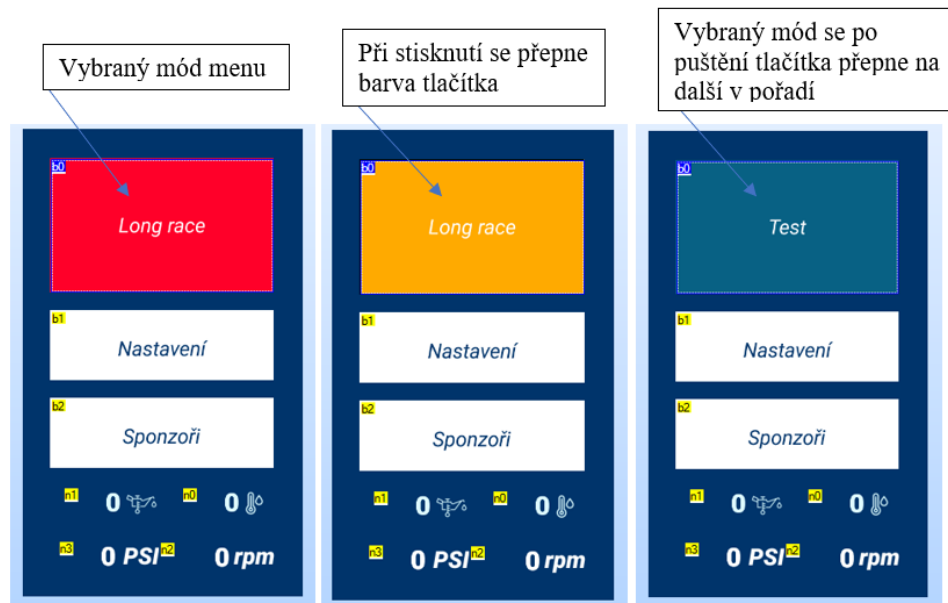 Vybraný mód menu
Při stisknutí se přepne
barva tlačítka
Vybraný mód se po
puštění tlačítka přepne na
další v pořadí
b0
Long race
b1
Nastavení
b2
Sponzoři
n1 0 n0 0
n3 0 PSI n2 0 rpm
b0
Long race
b1
Nastavení
b2
Sponzoři
n1 0 n0 0
n3 0 PSI n2 0 rpm
b0
Test
b1
Nastavení
b2
Sponzoři
n1 0 n0 0
n3 0 PSI n2 0 rpm